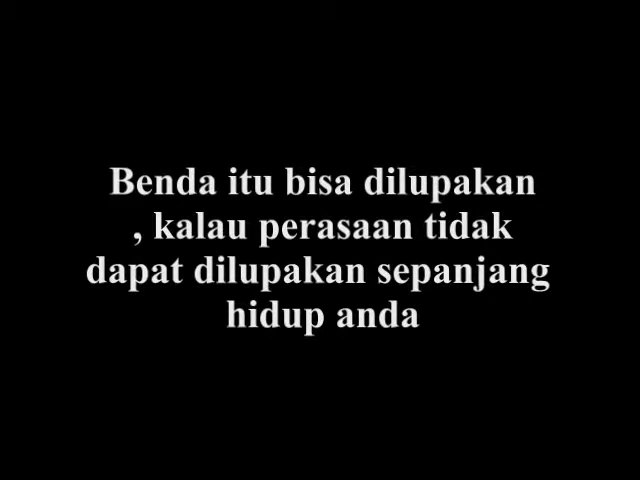 Benda itu bisa dilupakan
, kalau perasaan tidak
dapat dilupakan sepanjang
hidup anda